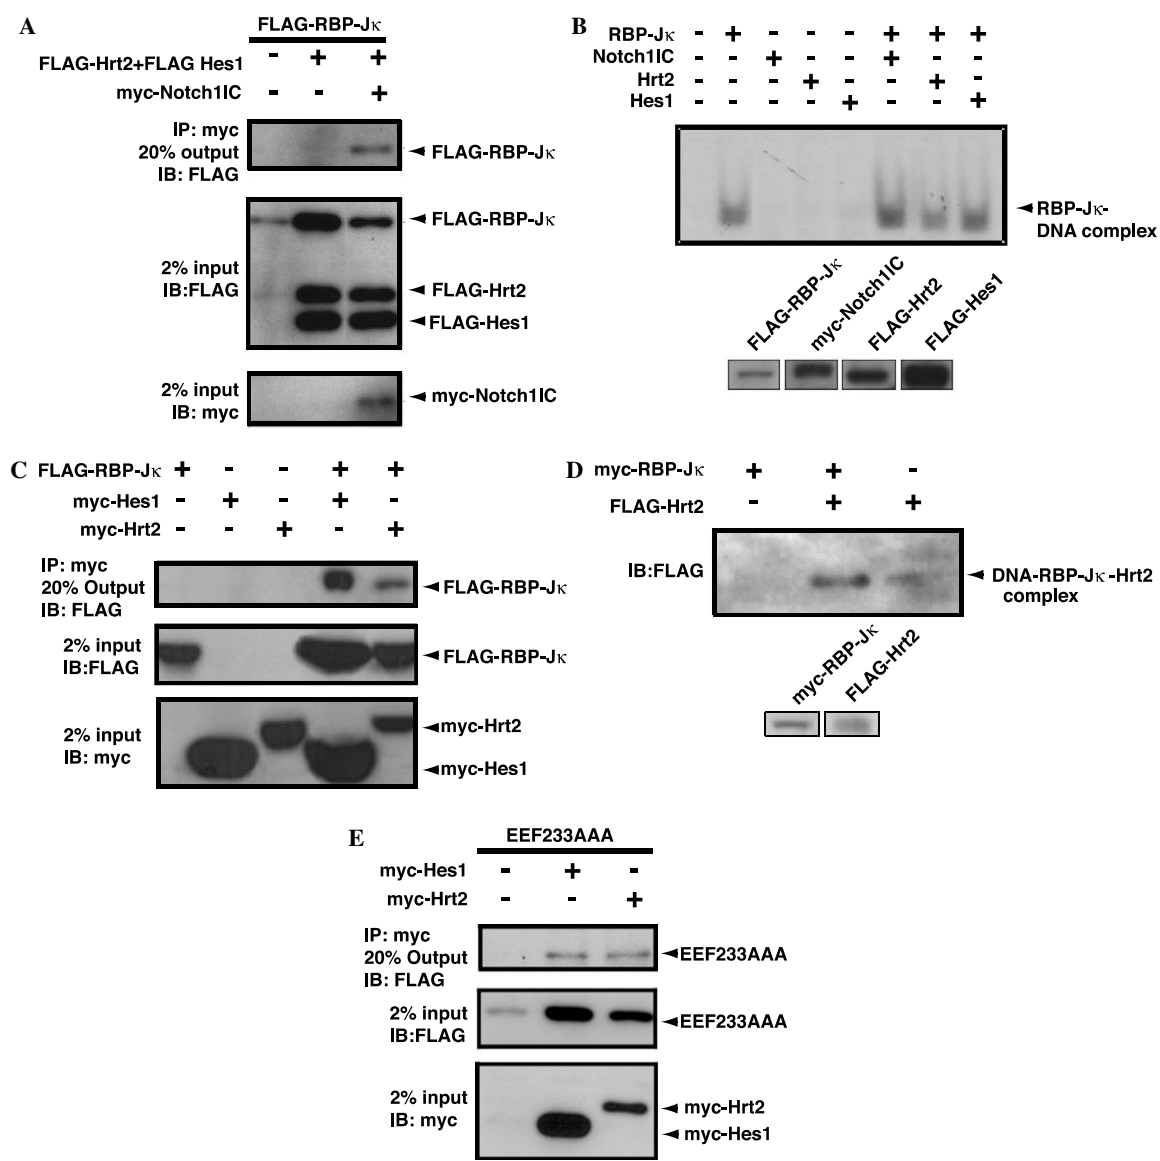 A
FLAG-RBP-Jκ
FLAG-Hrt2+FLAG Hes1 - + +
myc-Notch1IC - - +
IP: myc
20% output
IB: FLAG
FLAG-RBP-Jκ
FLAG-RBP-Jκ
2% input
IB:FLAG
FLAG-Hrt2
FLAG-Hes1
2% input
IB: myc
myc-Notch1IC
B
RBP-Jκ - + - - - + + +
Notch1IC - - + - - + - -
Hrt2 - - - + - - + -
Hes1 - - - - + - - +
RBP-Jκ-
DNA complex
FLAG-RBP-Jκ
myc-Notch1IC
FLAG-Hrt2
FLAG-Hes1
C
FLAG-RBP-Jκ + - - + +
myc-Hes1 - + - + -
myc-Hrt2 - - + - +
IP: myc
20% Output
IB: FLAG
FLAG-RBP-Jκ
2% input
IB:FLAG
FLAG-RBP-Jκ
2% input
IB: myc
myc-Hrt2
myc-Hes1
D
myc-RBP-Jκ + + -
FLAG-Hrt2 - + +
IB:FLAG
DNA-RBP-Jκ-Hrt2
complex
myc-RBP-Jκ
FLAG-Hrt2
E
EEF233AAA
myc-Hes1 - + -
myc-Hrt2 - - +
IP: myc
20% Output
IB: FLAG
EEF233AAA
2% input
IB:FLAG
EEF233AAA
2% input
IB: myc
myc-Hrt2
myc-Hes1